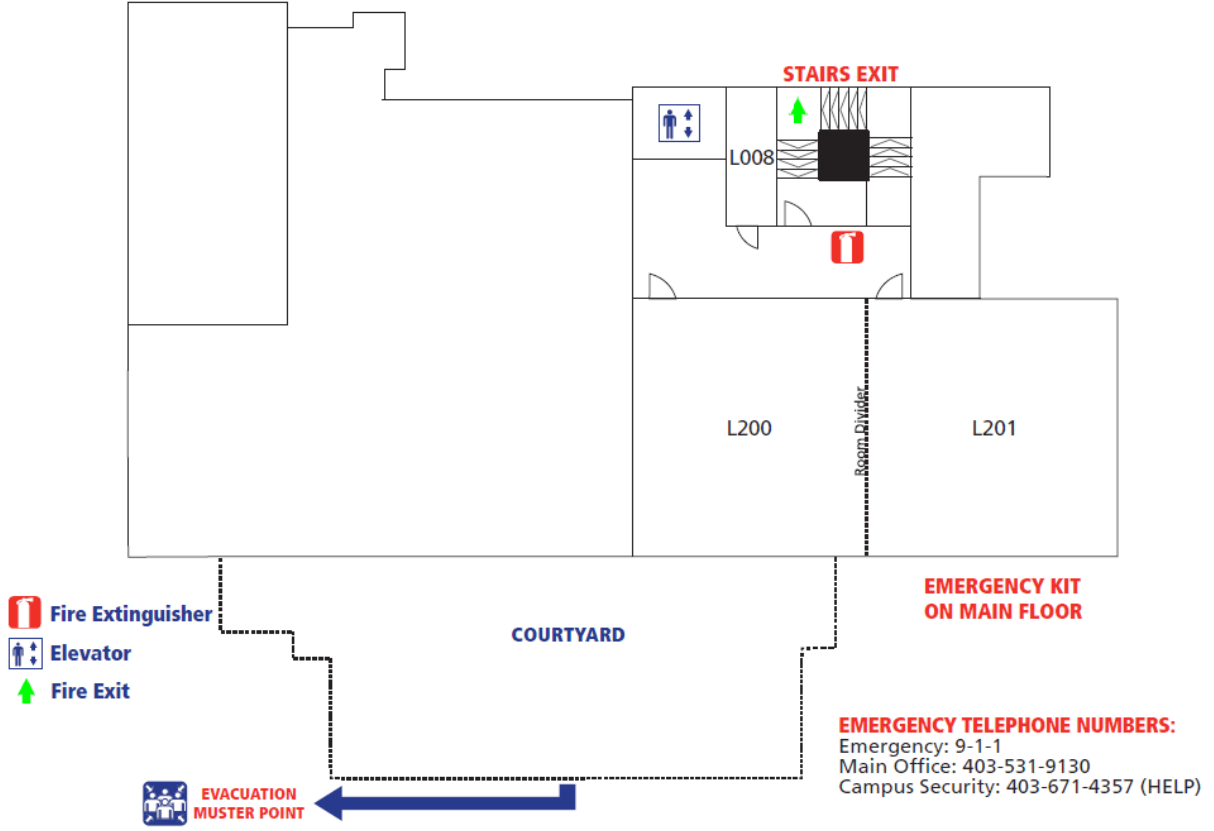 STAIRS EXIT
L008
L200
Room Divider
L201
Fire Extinguisher
Elevator
Fire Exit
COURTYARD
EMERGENCY KIT
ON MAIN FLOOR
EMERGENCY TELEPHONE NUMBERS:
Emergency: 9-1-1
Main Office: 403-531-9130
Campus Security: 403-671-4357 (HELP)
EVACUATION
MUSTER POINT